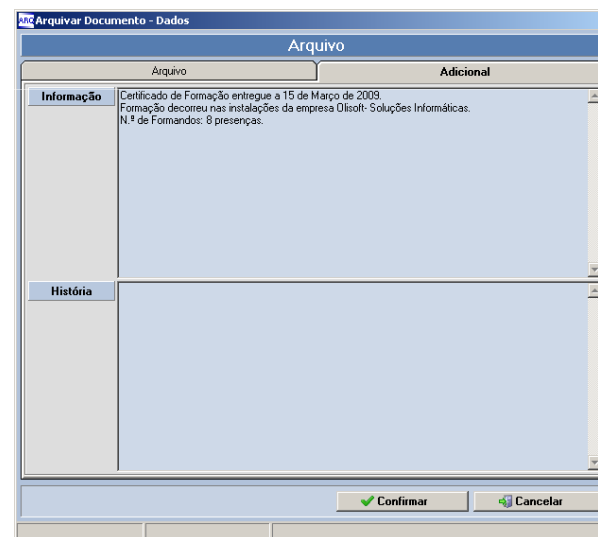 ARQ Arquivar Documento - Dados
Arquivo
Arquivo
Adicional
Informação
Certificado de Formação entregue a 15 de Março de 2009.
Formação decorreu nas instalações da empresa Olisoft- Soluções Informáticas.
N.º de Formandos: 8 presenças.
História
Confirmar
Cancelar